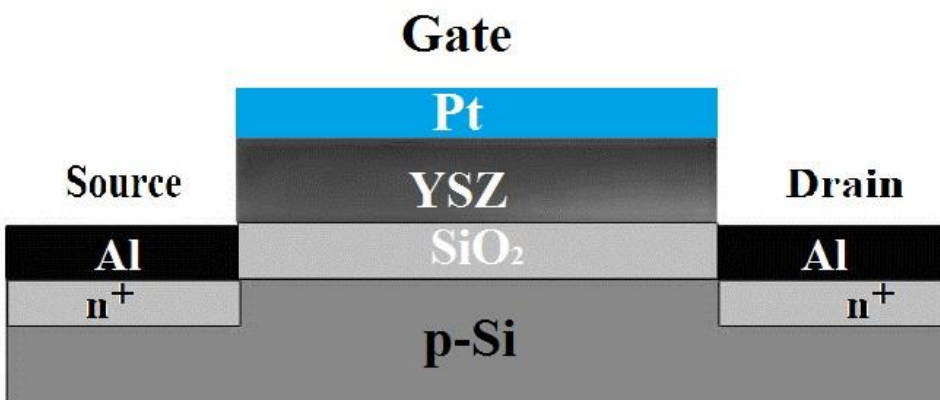 Gate
Pt
Source
YSZ
Drain
Al
SiO₂
Al
n⁺
n⁺
p-Si